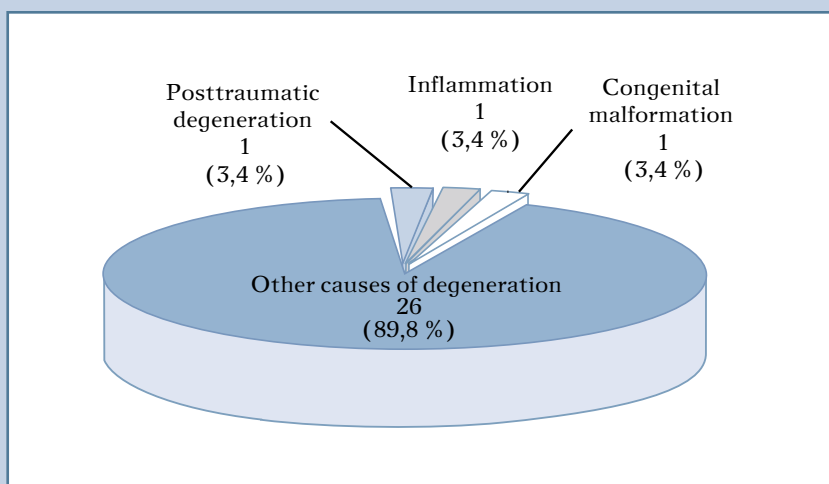 Posttraumatic
degeneration
1
(3,4 %)
Inflammation
1
(3,4 %)
Congenital
malformation
1
(3,4 %)
Other causes of degeneration
26
(89,8 %)